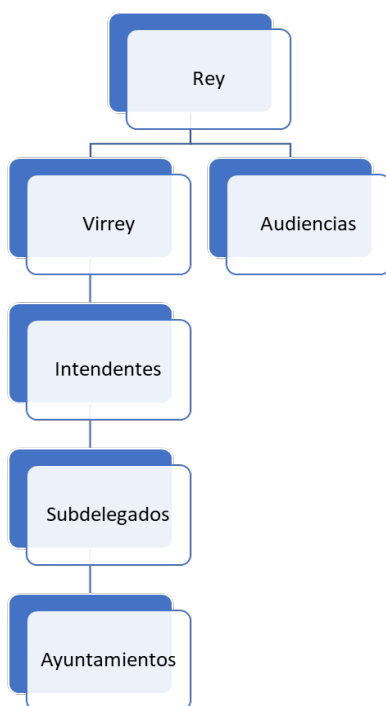 Rey
Virrey
Audiencias
Intendentes
Subdelegados
Ayuntamientos